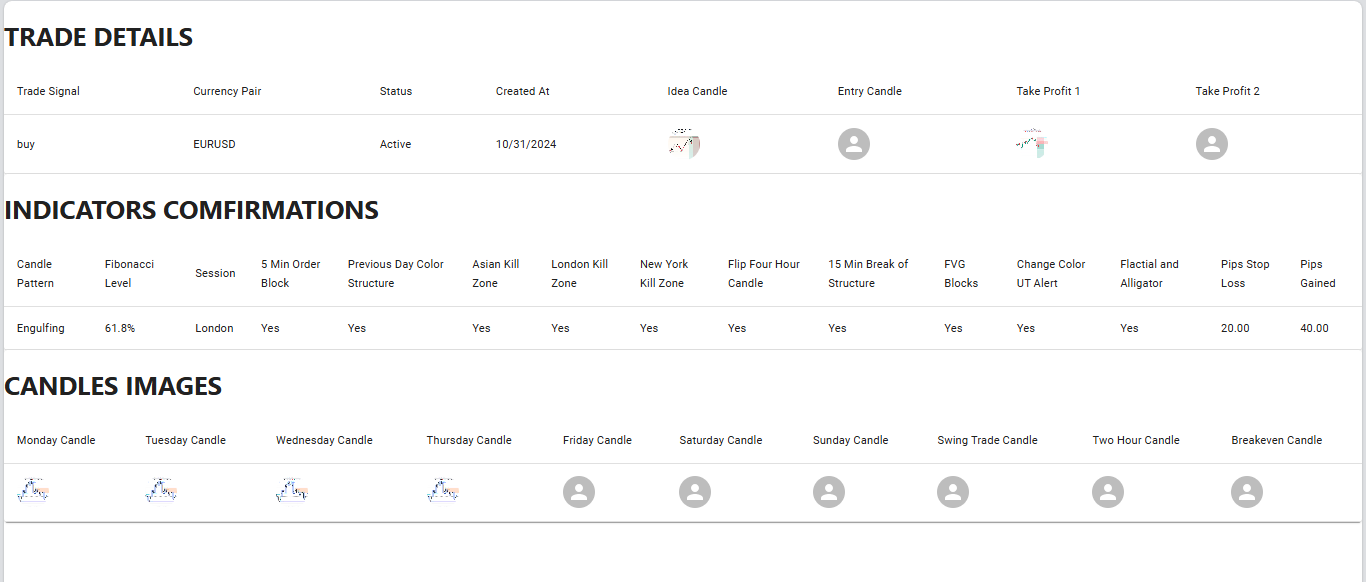 TRADE DETAILS
Trade Signal Currency Pair Status Created At Idea Candle Entry Candle Take Profit 1 Take Profit 2
buy EURUSD Active 10/31/2024
INDICATORS COMFIRMATIONS
Candle Fibonacci Session 5 Min Order Previous Day Color Asian Kill London Kill New York Flip Four Hour 15 Min Break of FVG Change Color Flactial and Pips Stop Pips
Pattern Level Block Structure Zone Zone Kill Zone Candle Structure Blocks UT Alert Alligator Loss Gained
Engulfing 61.8% London Yes Yes Yes Yes Yes Yes Yes Yes Yes Yes 20.00 40.00
CANDLES IMAGES
Monday Candle Tuesday Candle Wednesday Candle Thursday Candle Friday Candle Saturday Candle Sunday Candle Swing Trade Candle Two Hour Candle Breakeven Candle